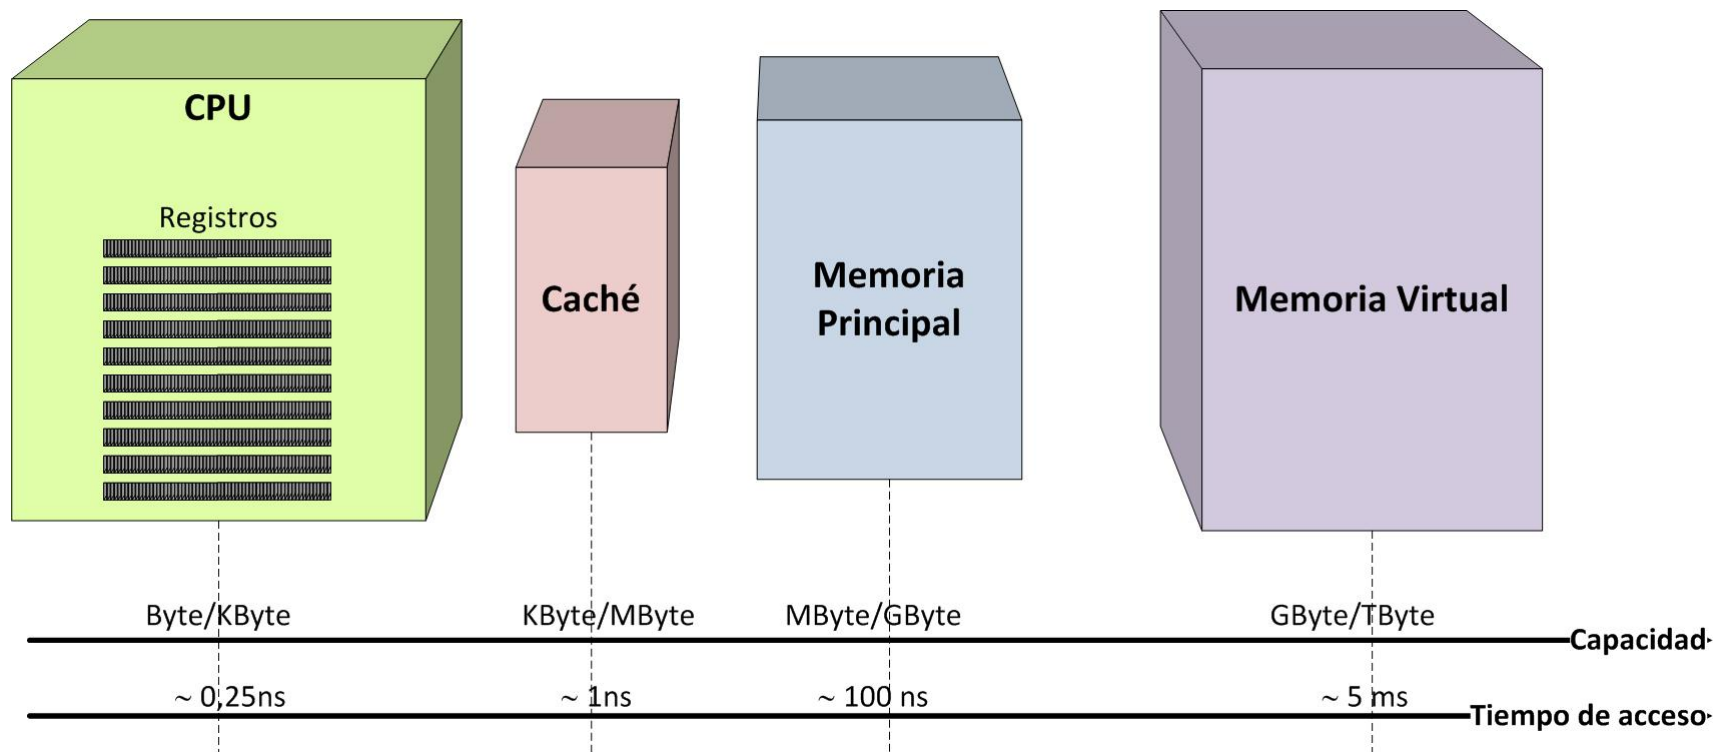 CPU
Registros
Caché
Memoria
Principal
Memoria Virtual
Byte/KByte
KByte/MByte
MByte/GByte
GByte/TByte
Capacidad
~ 0,25ns
~ 1ns
~ 100 ns
~ 5 ms
Tiempo de acceso